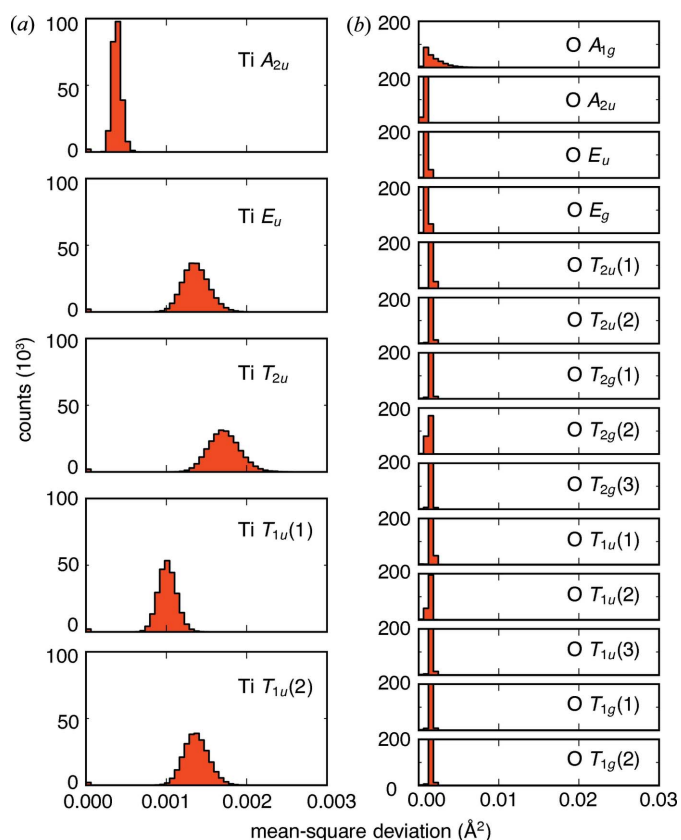 (a)
100
50
0
Ti A2u
100
50
0
Ti Eu
100
50
0
Ti T2u
100
50
0
Ti T1u(1)
100
50
0
Ti T1u(2)
0.000 0.001 0.002 0.003
counts (10³)
(b)
200
O A1g
200
O A2u
200
O Eu
200
O Eg
200
O T2u(1)
200
O T2u(2)
200
O T2g(1)
200
O T2g(2)
200
O T2g(3)
200
O T1u(1)
200
O T1u(2)
200
O T1u(3)
200
O T1g(1)
200
O T1g(2)
0
0.00 0.01 0.02 0.03
mean-square deviation (Å²)